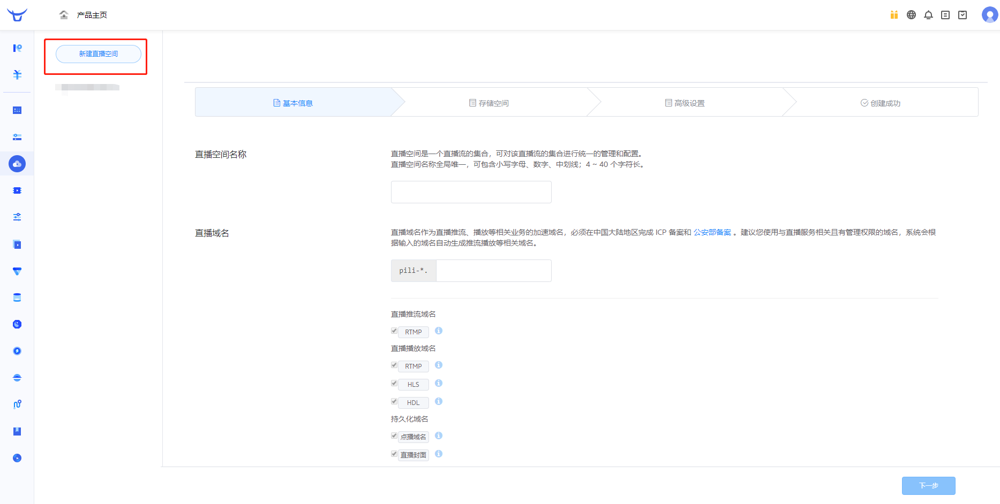 产品主页
新建直播空间
基本信息
存储空间
高级设置
创建成功
直播空间名称
直播空间是一个直播流的集合，可对该直播流的集合进行统一的管理和配置。
直播空间名称全局唯一，可包含小写字母、数字、中划线；4 ~ 40 个字符长。
直播域名
直播域名作为直播推流、播放等相关业务的加速域名，必须在中国大陆地区完成 ICP 备案和 公安部备案 。建议您使用与直播服务相关且有管理权限的域名，系统会根
据输入的域名自动生成推流播放等相关域名。
pili-*.
直播推流域名
RTMP
直播播放域名
RTMP
HLS
HDL
持久化域名
点播域名
直播封面
下一步